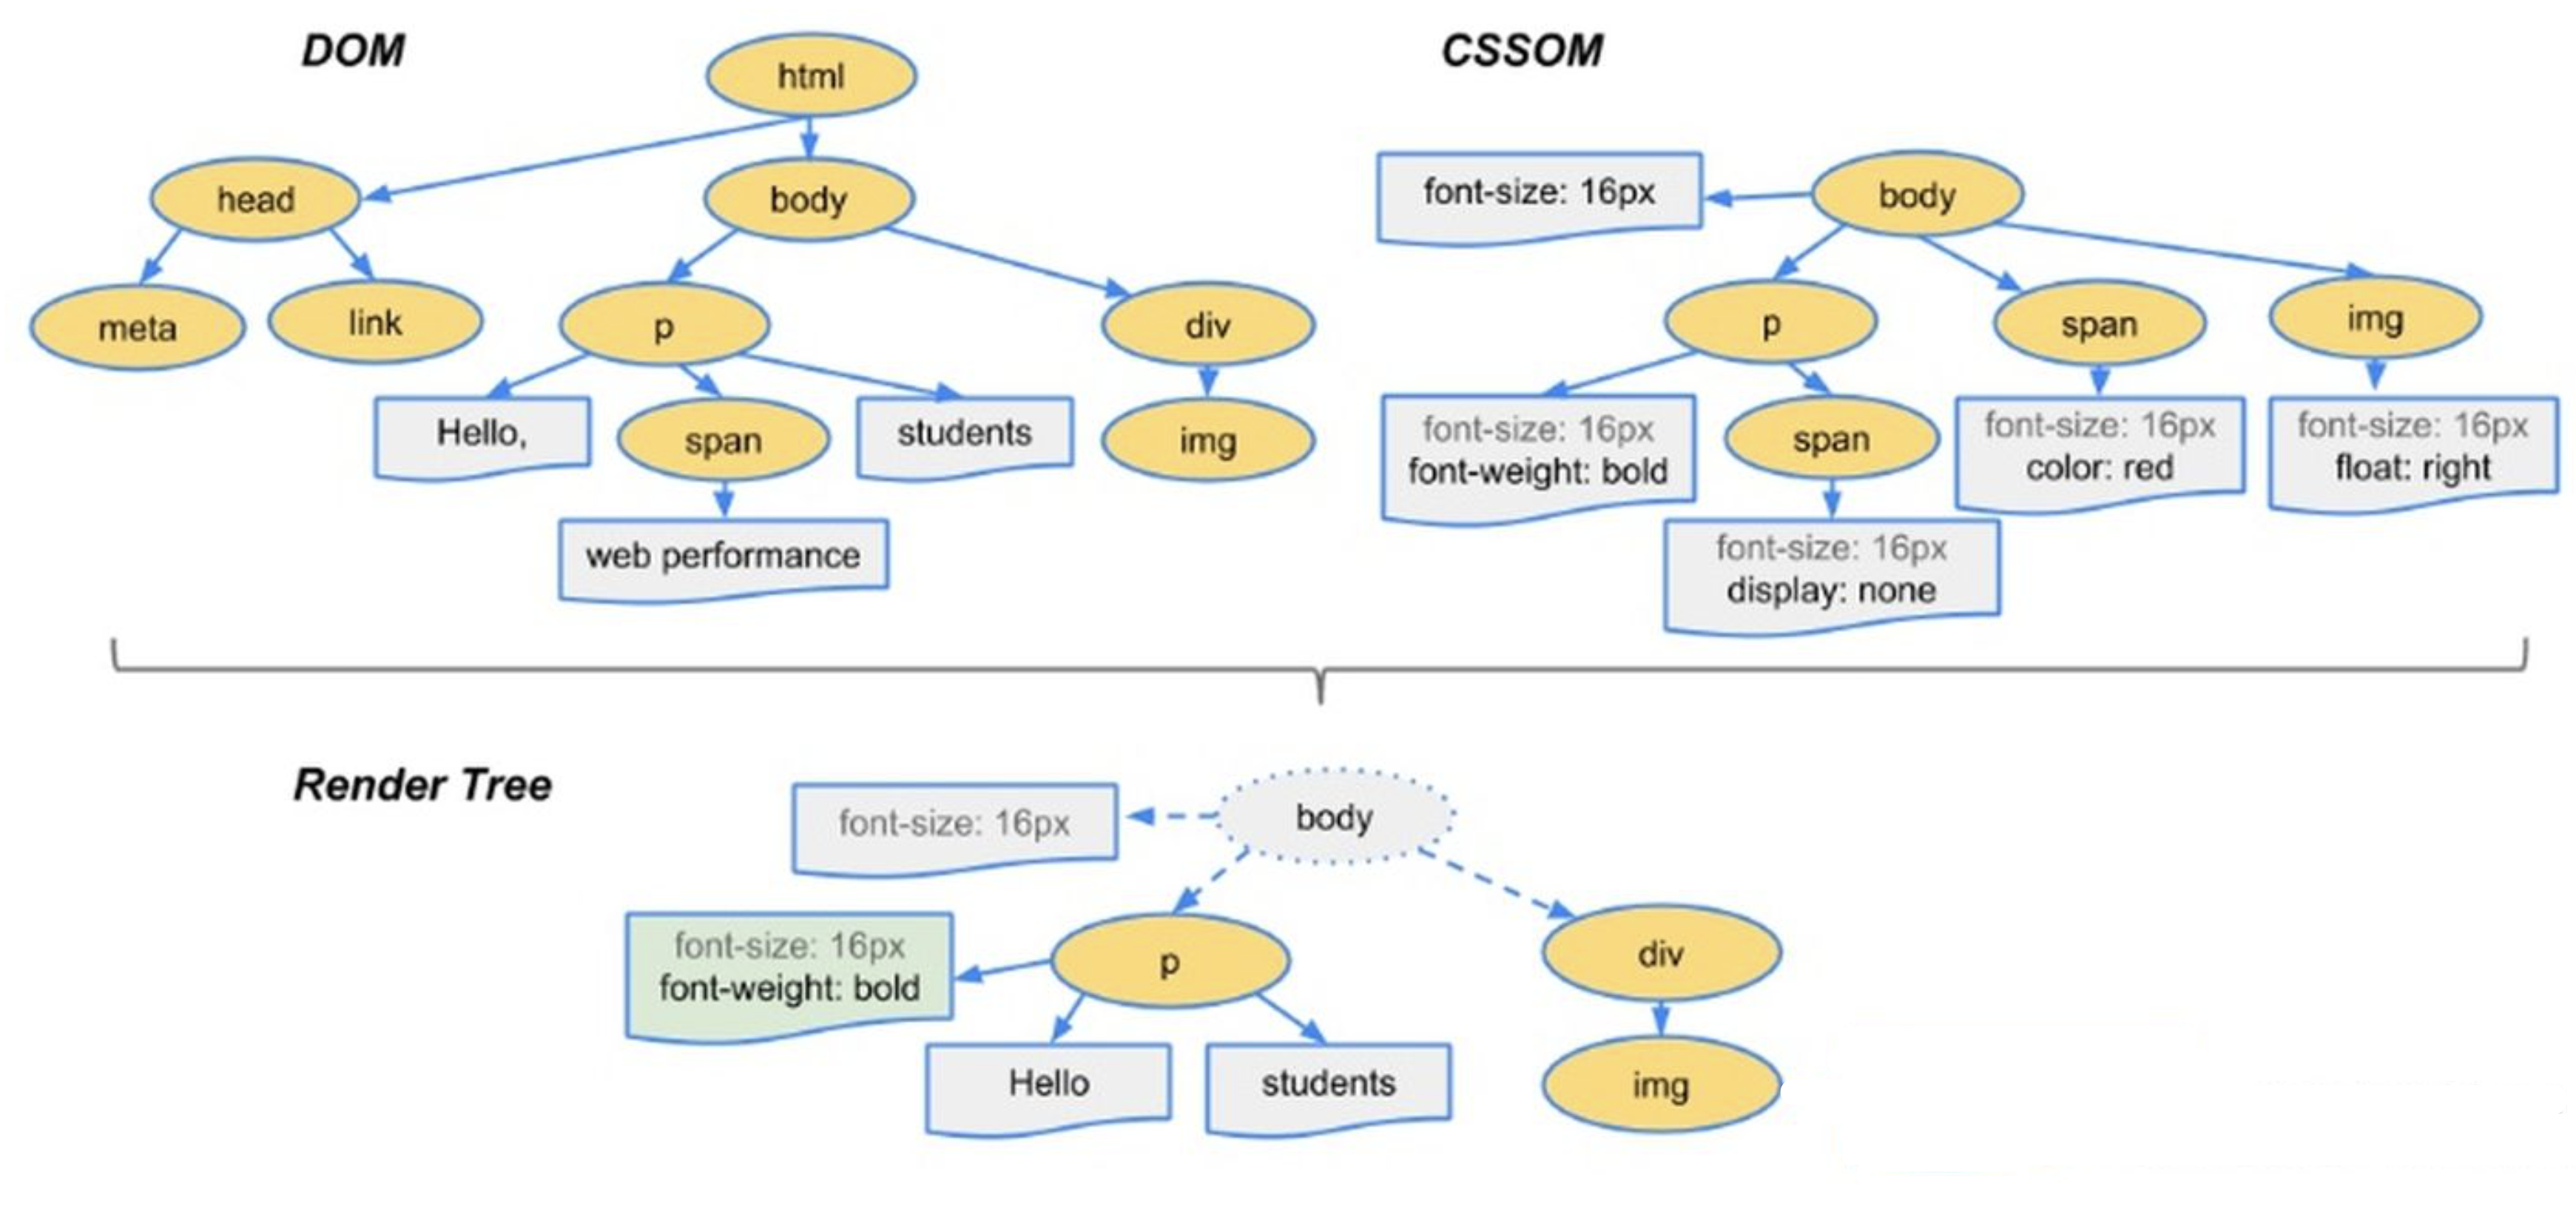 DOM
html
head
body
meta
link
p
div
Hello,
span
students
img
web performance
CSSOM
font-size: 16px
body
p
span
img
font-size: 16px
font-weight: bold
span
font-size: 16px
color: red
font-size: 16px
float: right
font-size: 16px
display: none
Render Tree
font-size: 16px
body
font-size: 16px
font-weight: bold
p
div
Hello
students
img